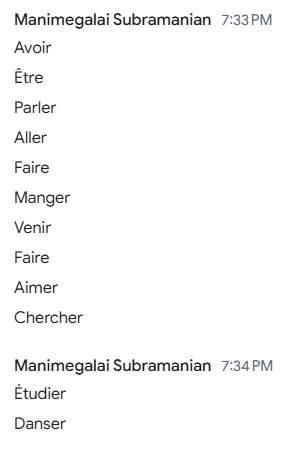 Manimegalai Subramanian 7:33 PM
Avoir
Être
Parler
Aller
Faire
Manger
Venir
Faire
Aimer
Chercher
Manimegalai Subramanian 7:34 PM
Étudier
Danser